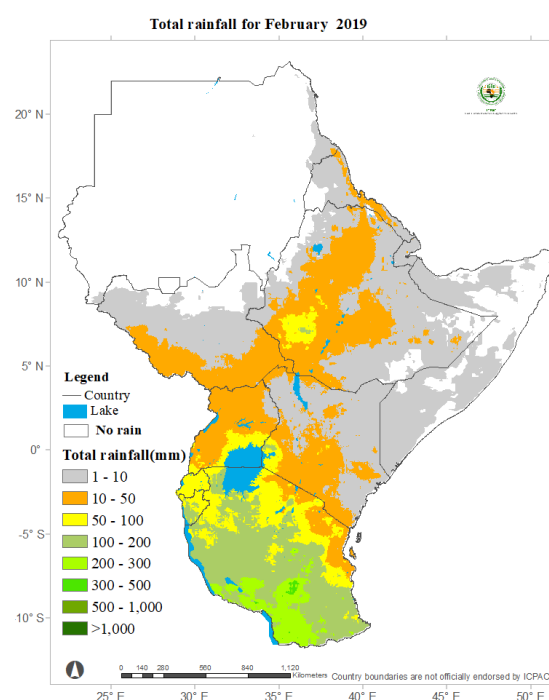 Total rainfall for February 2019
20° N
15° N
10° N
5° N
0°
-5° S
10° S
Legend
Country
Lake
No rain
Total rainfall(mm)
1 - 10
10 - 50
50 - 100
100 - 200
200 - 300
300 - 500
500 - 1,000
>1,000
0 140 280 560 840 1,120
Kilometers
Country boundaries are not officially endorsed by ICPAC
25° E 30° E 35° E 40° E 45° E 50° E